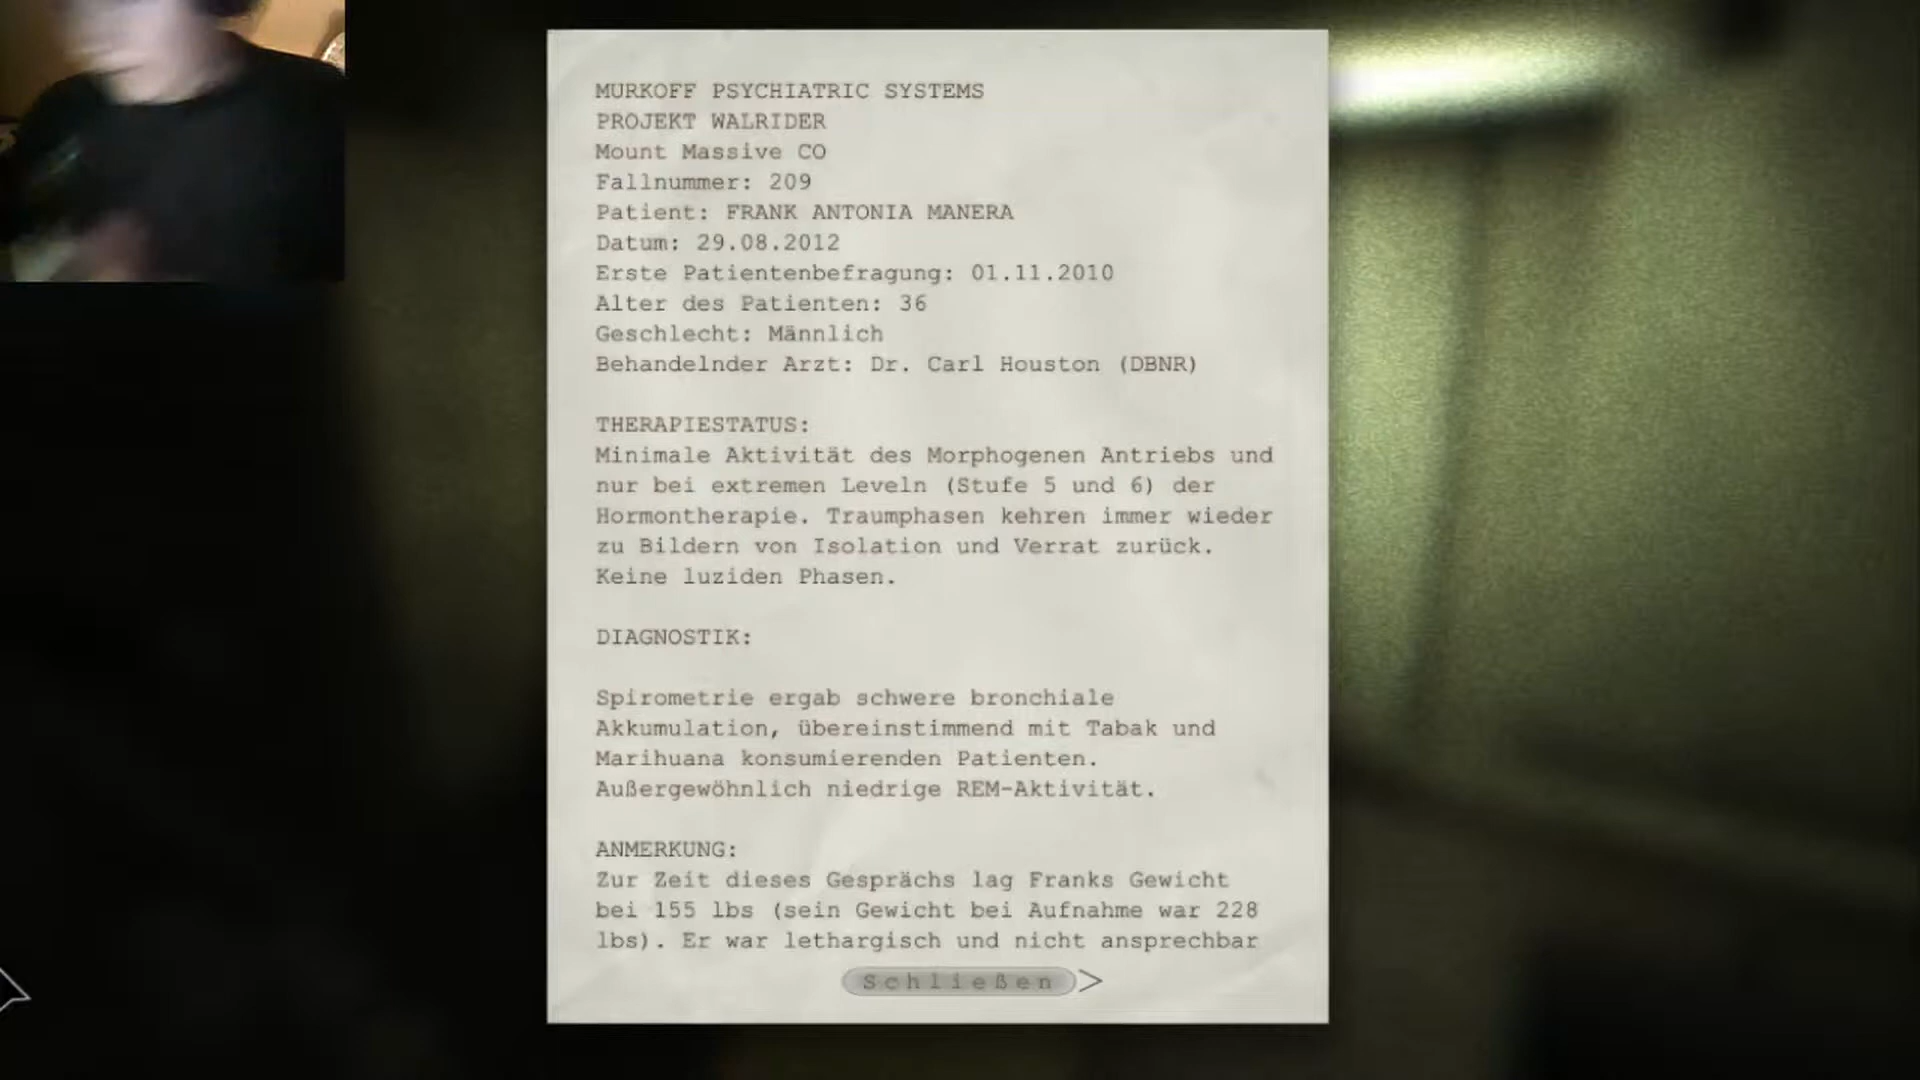 MURKOFF PSYCHIATRIC SYSTEMS
PROJEKT WALRIDER
Mount Massive CO
Fallnummer: 209
Patient: FRANK ANTONIA MANERA
Datum: 29.08.2012
Erste Patientenbefragung: 01.11.2010
Alter des Patienten: 36
Geschlecht: Männlich
Behandelnder Arzt: Dr. Carl Houston (DBNR)
THERAPIESTATUS:
Minimale Aktivität des Morphogenen Antriebs und
nur bei extremen Leveln (Stufe 5 und 6) der
Hormontherapie. Traumphasen kehren immer wieder
zu Bildern von Isolation und Verrat zurück.
Keine luziden Phasen.
DIAGNOSTIK:
Spirometrie ergab schwere bronchiale
Akkumulation, übereinstimmend mit Tabak und
Marihuana konsumierenden Patienten.
Außergewöhnlich niedrige REM-Aktivität.
ANMERKUNG:
Zur Zeit dieses Gesprächs lag Franks Gewicht
bei 155 lbs (sein Gewicht bei Aufnahme war 228
lbs). Er war lethargisch und nicht ansprechbar
Schließen >